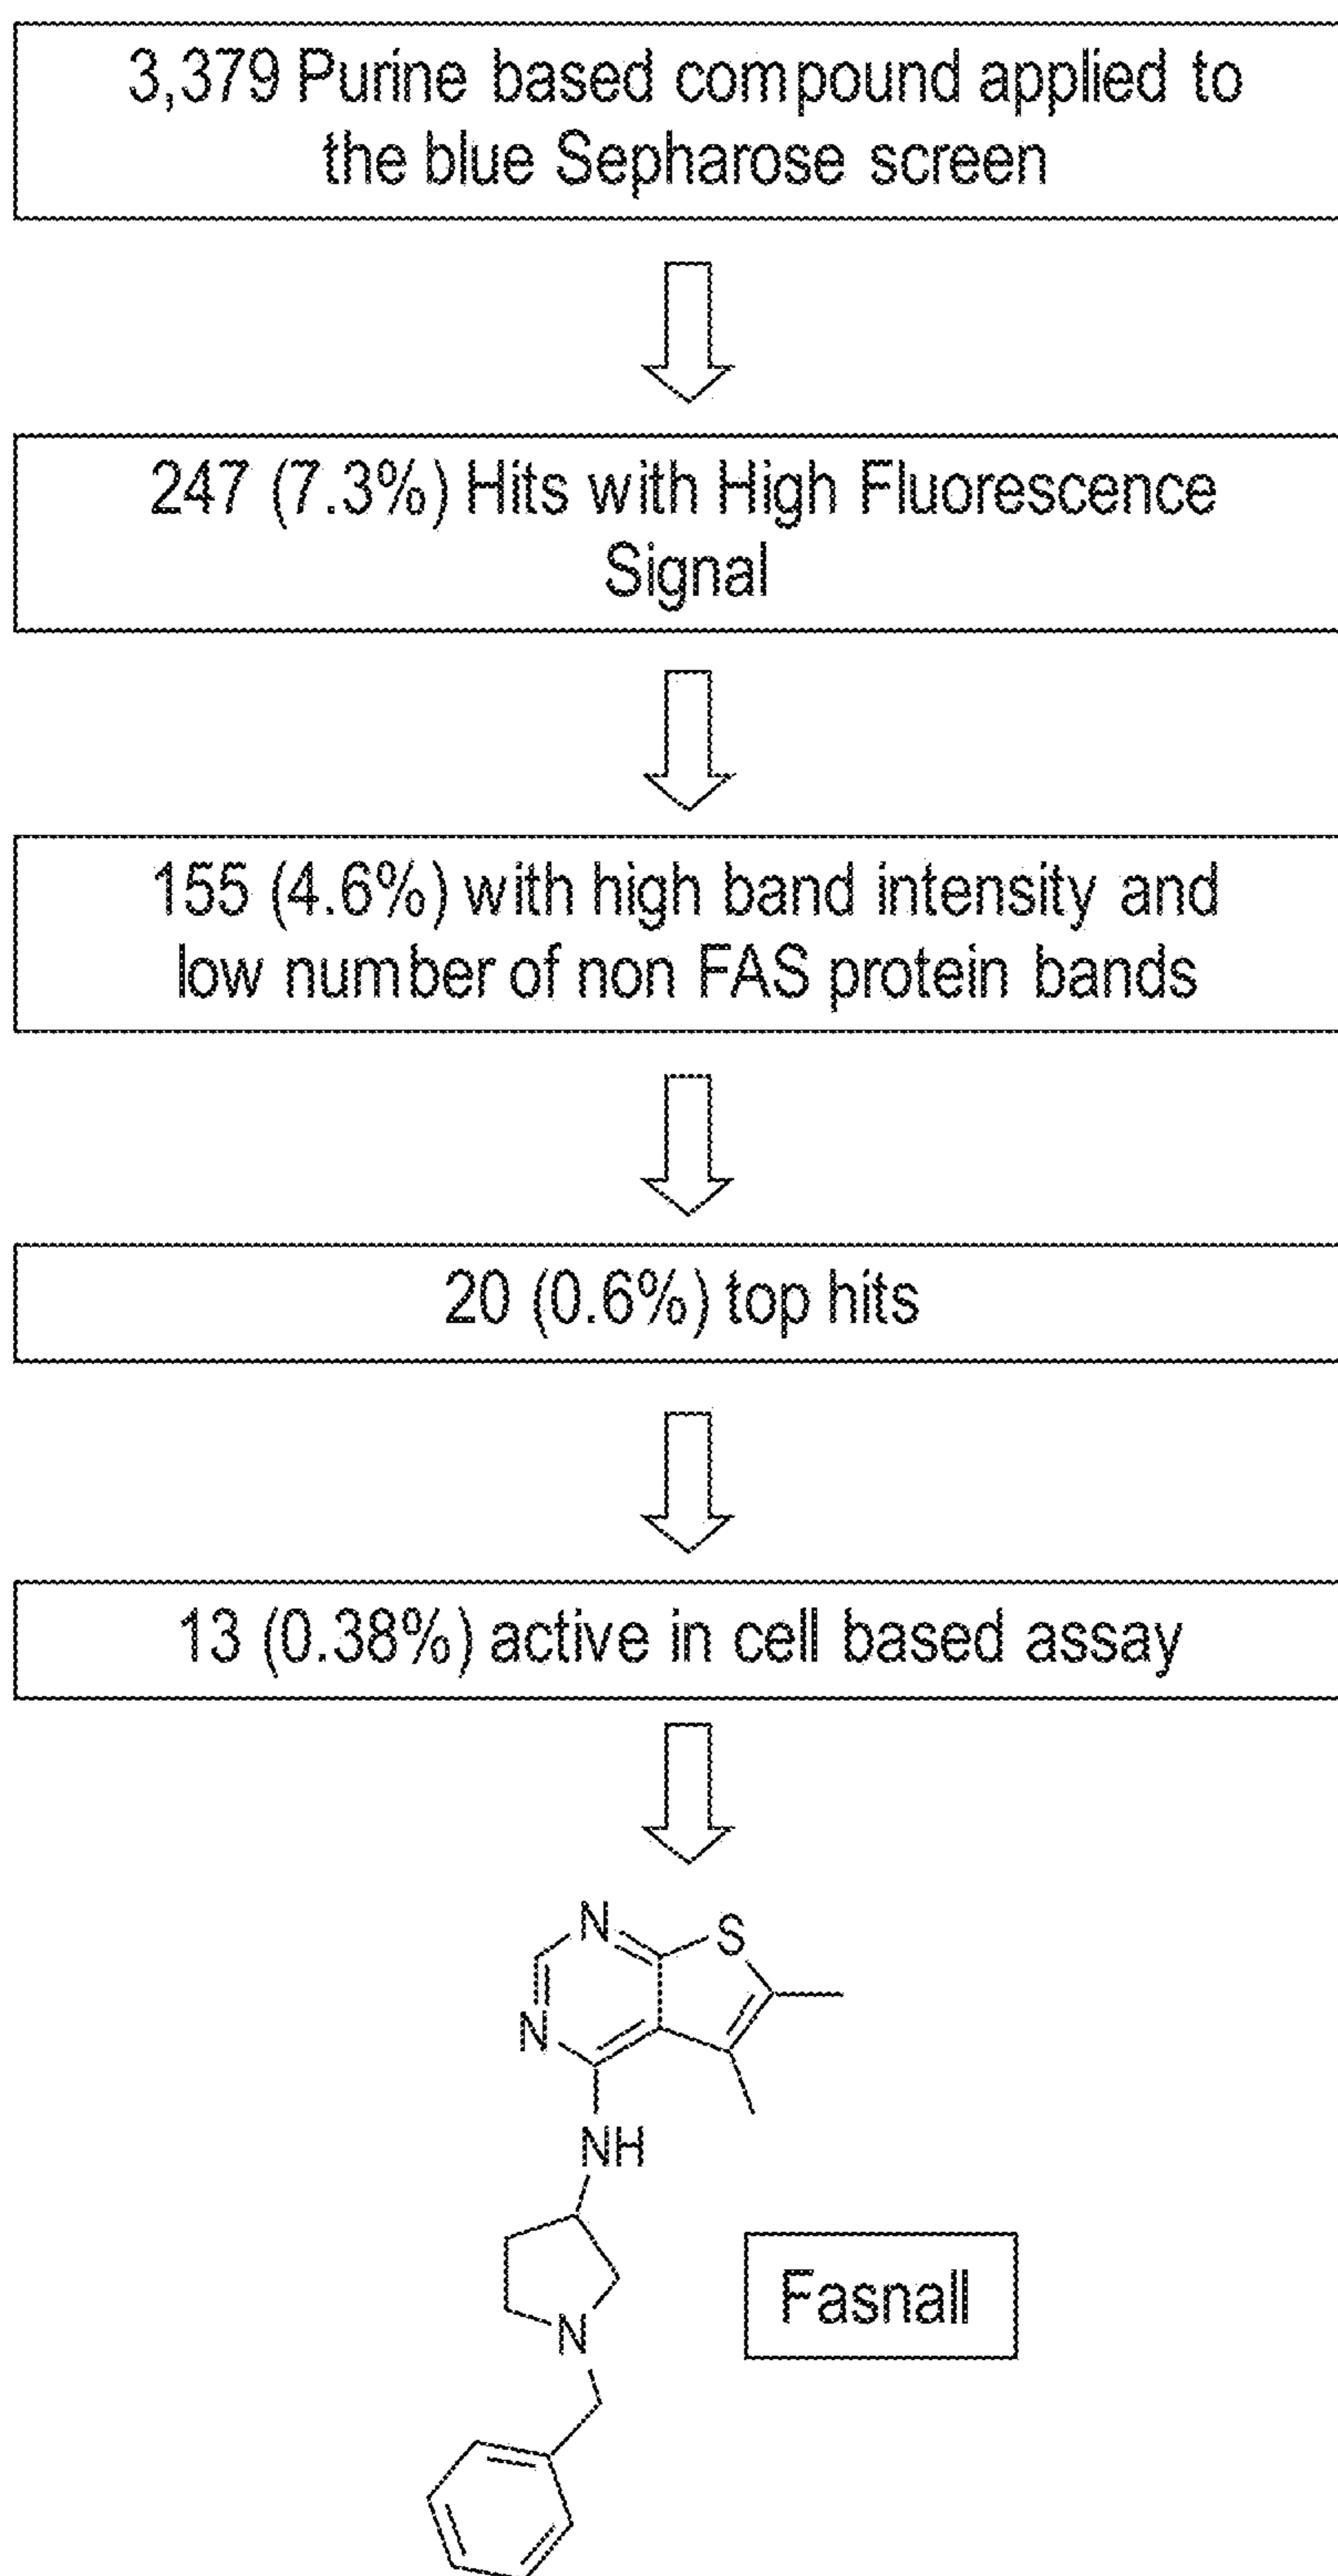 3,379 Purine based compound applied to
the blue Sepharose screen
247 (7.3%) Hits with High Fluorescence
Signal
155 (4.6%) with high band intensity and
low number of non FAS protein bands
20 (0.6%) top hits
13 (0.38%) active in cell based assay
N
S
N
NH
N
Fasnall